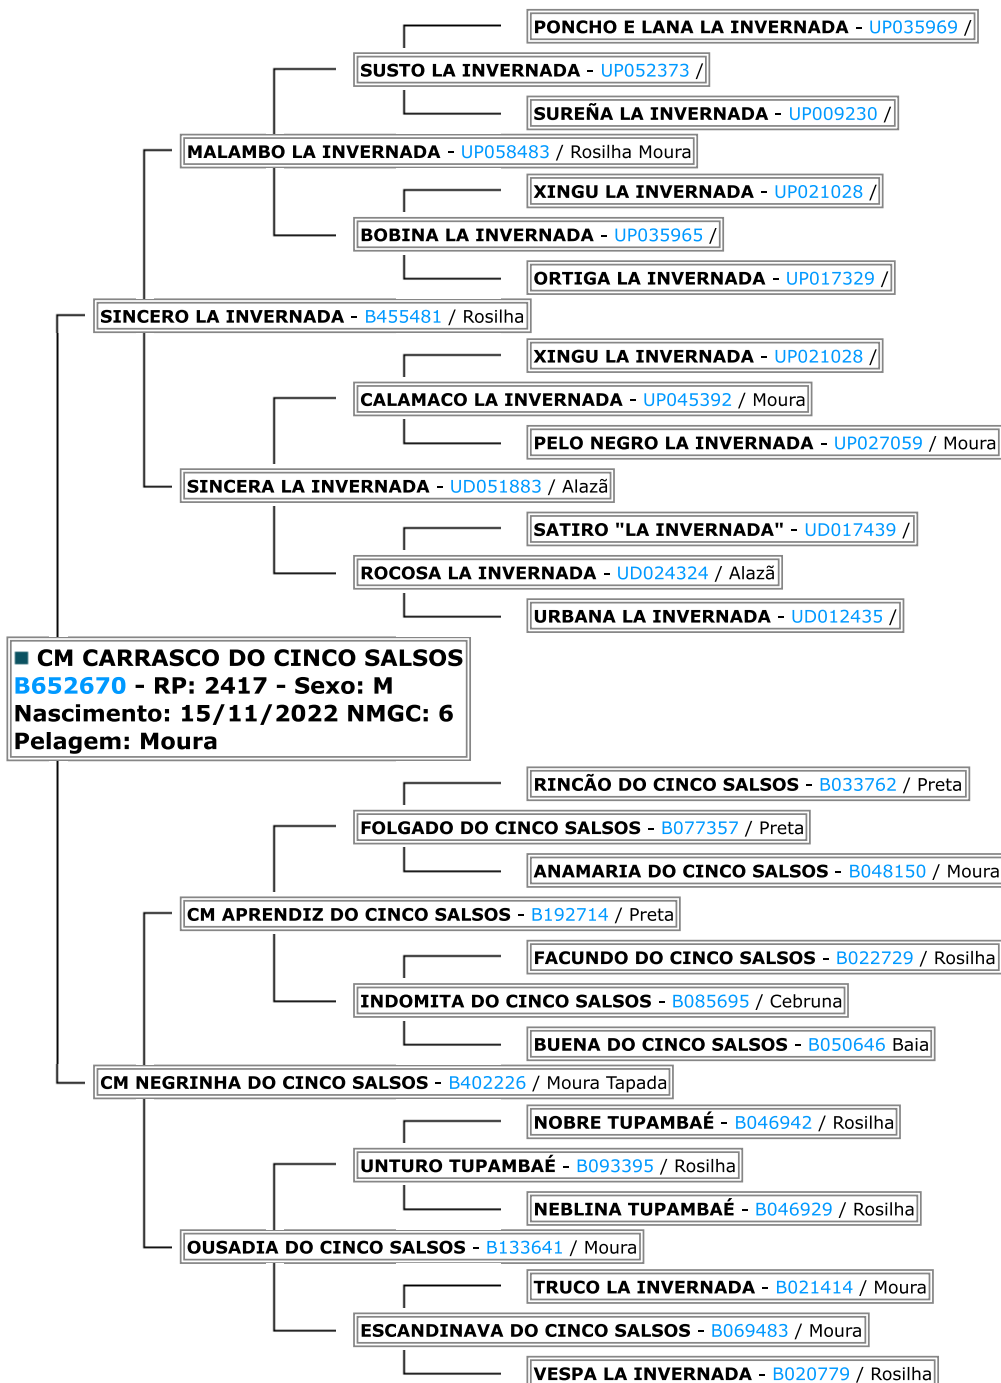 PONCHO E LANA LA INVERNADA - UP035969 /
SUSTO LA INVERNADA - UP052373 /
SUREÑA LA INVERNADA - UP009230 /
MALAMBO LA INVERNADA - UP058483 / Rosilha Moura
XINGU LA INVERNADA - UP021028 /
BOBINA LA INVERNADA - UP035965 /
ORTIGA LA INVERNADA - UP017329 /
SINCERO LA INVERNADA - B455481 / Rosilha
XINGU LA INVERNADA - UP021028 /
CALAMACO LA INVERNADA - UP045392 / Moura
PELO NEGRO LA INVERNADA - UP027059 / Moura
SINCERA LA INVERNADA - UD051883 / Alazã
SATIRO "LA INVERNADA" - UD017439 /
ROCOSA LA INVERNADA - UD024324 / Alazã
URBANA LA INVERNADA - UD012435 /
CM CARRASCO DO CINCO SALSOS
B652670 - RP: 2417 - Sexo: M
Nascimento: 15/11/2022 NMGC: 6
Pelagem: Moura
RINCÃO DO CINCO SALSOS - B033762 / Preta
FOLGADO DO CINCO SALSOS - B077357 / Preta
ANAMARIA DO CINCO SALSOS - B048150 / Moura
CM APRENDIZ DO CINCO SALSOS - B192714 / Preta
FACUNDO DO CINCO SALSOS - B022729 / Rosilha
INDOMITA DO CINCO SALSOS - B085695 / Cebruna
BUENA DO CINCO SALSOS - B050646 Baia
CM NEGRINHA DO CINCO SALSOS - B402226 / Moura Tapada
NOBRE TUPAMBAÉ - B046942 / Rosilha
UNTURO TUPAMBAÉ - B093395 / Rosilha
NEBLINA TUPAMBAÉ - B046929 / Rosilha
OUSADIA DO CINCO SALSOS - B133641 / Moura
TRUCO LA INVERNADA - B021414 / Moura
ESCANDINAVA DO CINCO SALSOS - B069483 / Moura
VESPA LA INVERNADA - B020779 / Rosilha